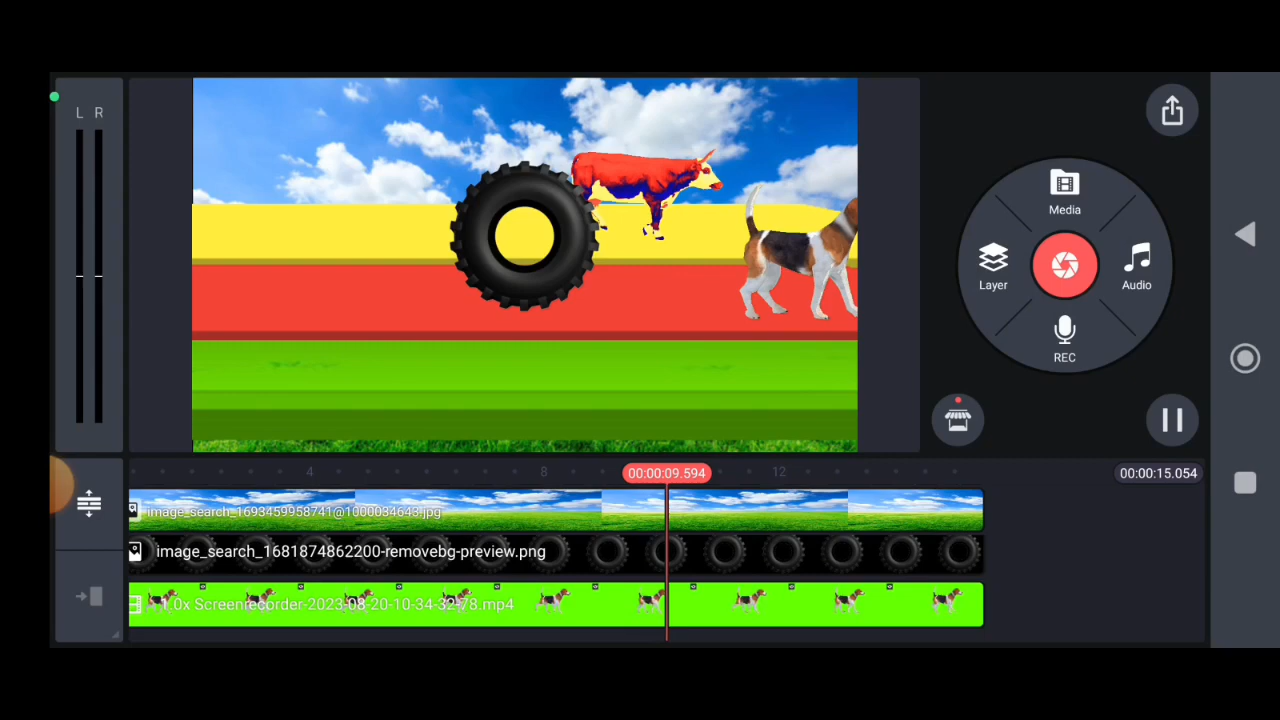 L R
Media
Layer
Audio
REC
4
8
00:00:09.594
12
00:00:15.054
image_search_1693459958741@1000034643.jpg
image_search_1681874862200-removebg-preview.png
1.0x Screenrecorder-2023-08-20-10-34-32-78.mp4